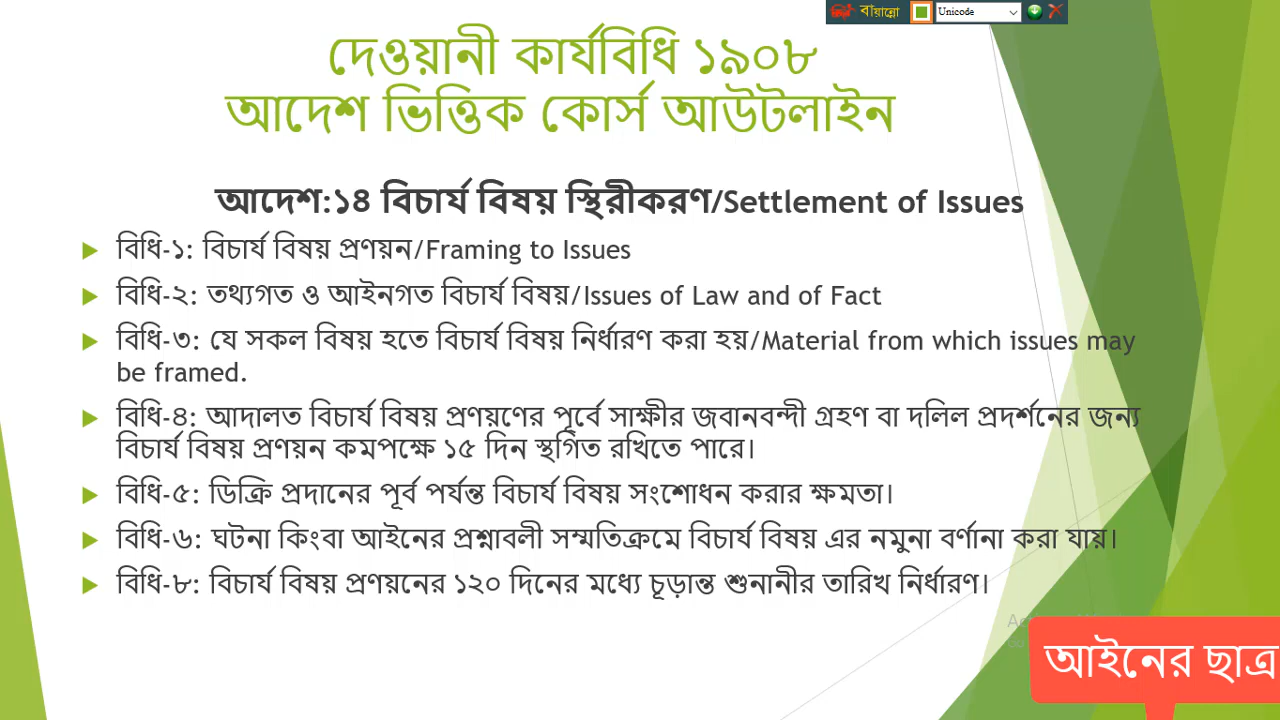 বাঁয়ান্নো Unicode
দেওয়ানী কার্যবিধি ১৯০৮
আদেশ ভিত্তিক কোর্স আউটলাইন
আদেশ:১৪ বিচার্য বিষয় স্থিরীকরণ/Settlement of Issues
বিধি-১: বিচার্য বিষয় প্রণয়ন/Framing to Issues
বিধি-২: তথ্যগত ও আইনগত বিচার্য বিষয়/Issues of Law and of Fact
বিধি-৩: যে সকল বিষয় হতে বিচার্য বিষয় নির্ধারণ করা হয়/Material from which issues may
be framed.
বিধি-৪: আদালত বিচার্য বিষয় প্রণয়ণের পূর্বে সাক্ষীর জবানবন্দী গ্রহণ বা দলিল প্রদর্শনের জন্য
বিচার্য বিষয় প্রণয়ন কমপক্ষে ১৫ দিন স্থগিত রখিতে পারে।
বিধি-৫: ডিক্রি প্রদানের পূর্ব পর্যন্ত বিচার্য বিষয় সংশোধন করার ক্ষমতা।
বিধি-৬: ঘটনা কিংবা আইনের প্রশ্নাবলী সম্মতিক্রমে বিচার্য বিষয় এর নমুনা বর্ণানা করা যায়।
বিধি-৮: বিচার্য বিষয় প্রণয়নের ১২০ দিনের মধ্যে চূড়ান্ত শুনানীর তারিখ নির্ধারণ।
আইনের ছাত্র